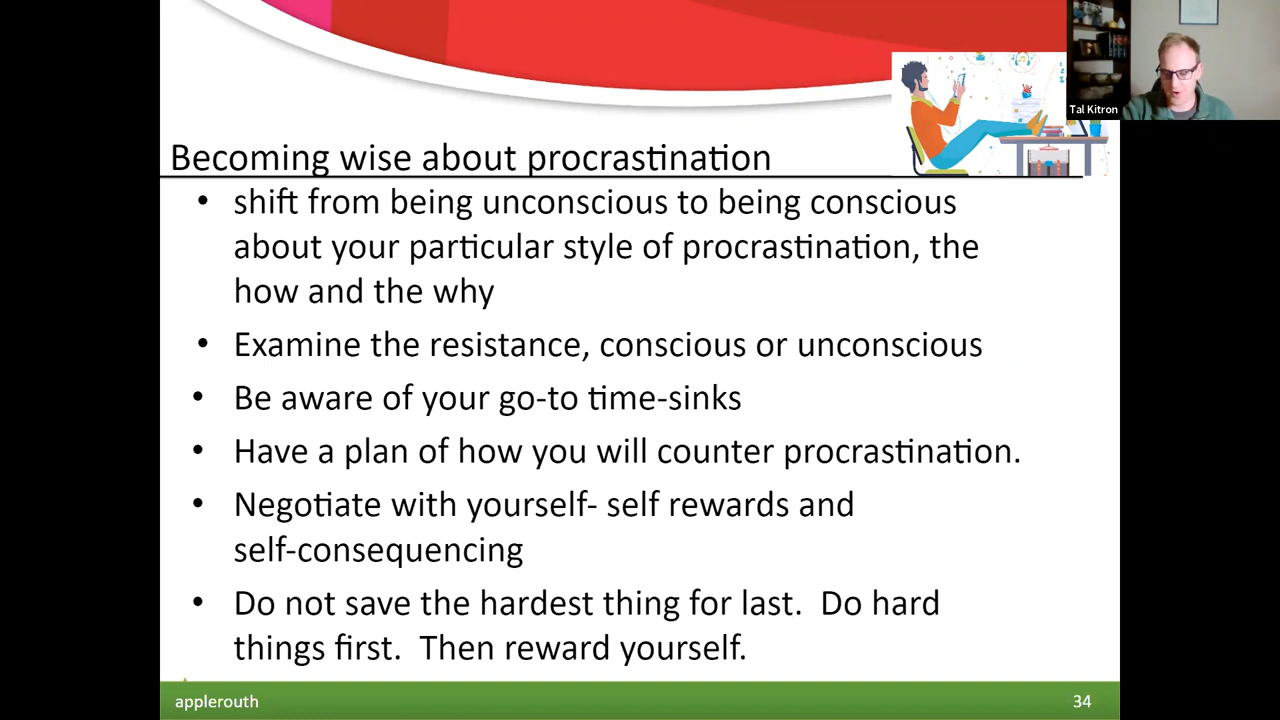 Tal Kitron
Becoming wise about procrastination
• shift from being unconscious to being conscious
about your particular style of procrastination, the
how and the why
• Examine the resistance, conscious or unconscious
• Be aware of your go-to time-sinks
• Have a plan of how you will counter procrastination.
• Negotiate with yourself- self rewards and
self-consequencing
• Do not save the hardest thing for last.  Do hard
things first.  Then reward yourself.
applerouth
34